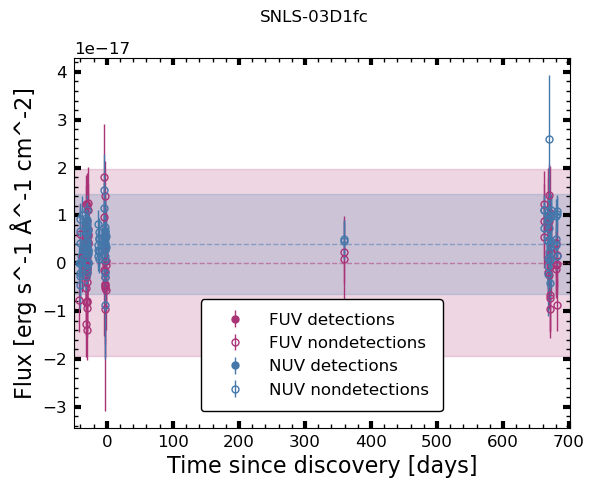 SNLS-03D1fc
1e−17
4
3
2
1
0
−1
−2
−3
Flux [erg s^-1 Å^-1 cm^-2]
FUV detections
FUV nondetections
NUV detections
NUV nondetections
0 100 200 300 400 500 600 700
Time since discovery [days]